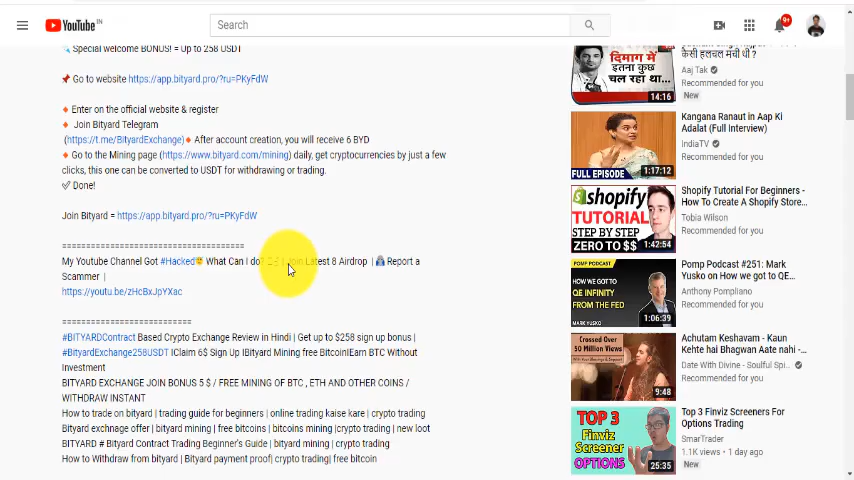 YouTube IN
Search
9+
Special welcome BONUS! = Up to 258 USDT
Go to website https://app.bityard.pro/?ru=PKyFdW
Enter on the official website & register
Join Bityard Telegram
(https://t.me/BityardExchange) After account creation, you will receive 6 BYD
Go to the Mining page (https://www.bityard.com/mining) daily, get cryptocurrencies by just a few
clicks, this one can be converted to USDT for withdrawing or trading.
Done!
Join Bityard = https://app.bityard.pro/?ru=PKyFdW
===================================
My Youtube Channel Got #Hacked What Can I do? | Join Latest 8 Airdrop | Report a
Scammer |
https://youtu.be/zHcBxJpYXac
=========================
#BITYARDContract Based Crypto Exchange Review in Hindi | Get up to $258 sign up bonus |
#BityardExchange258USDT lClaim 6$ Sign Up lBityard Mining free BitcoinlEarn BTC Without
Investment
BITYARD EXCHANGE JOIN BONUS 5 $ / FREE MINING OF BTC , ETH AND OTHER COINS /
WITHDRAW INSTANT
How to trade on bityard | trading guide for beginners | online trading kaise kare | crypto trading
Bityard exchnage offer | bityard mining | free bitcoins | bitcoins mining |crypto trading | new loot
BITYARD # Bityard Contract Trading Beginner's Guide | bityard mining | crypto trading
How to Withdraw from bityard | Bityard payment proof| crypto trading| free bitcoin
दिमाग में
इतना कुछ
चल रहा था...
14:16
केसी हलचल मची थी ?
Aaj Tak
Recommended for you
New
FULL EPISODE
1:17:12
Kangana Ranaut in Aap Ki
Adalat (Full Interview)
IndiaTV
Recommended for you
shopify
TUTORIAL
STEP BY STEP
ZERO TO $$
1:42:54
Shopify Tutorial For Beginners -
How To Create A Shopify Store...
Tobia Wilson
Recommended for you
POMP PODCAST
HOW WE GOT TO
QE INFINITY
FROM THE FED
MARK YUSKO
1:06:39
Pomp Podcast #251: Mark
Yusko on How we got to QE...
Anthony Pompliano
Recommended for you
Crossed Over
50 Million Views
9:48
Achutam Keshavam - Kaun
Kehte hai Bhagwan Aate nahi -...
Date With Divine - Soulful Spi...
Recommended for you
TOP 3
Finviz
Screener
OPTIONS
25:35
Top 3 Finviz Screeners For
Options Trading
SmarTrader
1.1K views • 1 day ago
New